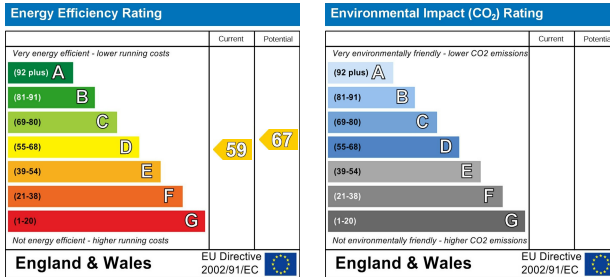 Energy Efficiency Rating
Current Potential
Very energy efficient - lower running costs
(92 plus) A
(81-91) B
(69-80) C
(55-68) D
59 67
(39-54) E
(21-38) F
(1-20) G
Not energy efficient - higher running costs
England & Wales
EU Directive
2002/91/EC
Environmental Impact (CO₂) Rating
Current Potentia
Very environmentally friendly - lower CO2 emissions
(92 plus) A
(81-91) B
(69-80) C
(55-68) D
(39-54) E
(21-38) F
(1-20) G
Not environmentally friendly - higher CO2 emissions
England & Wales
EU Directive
2002/91/EC